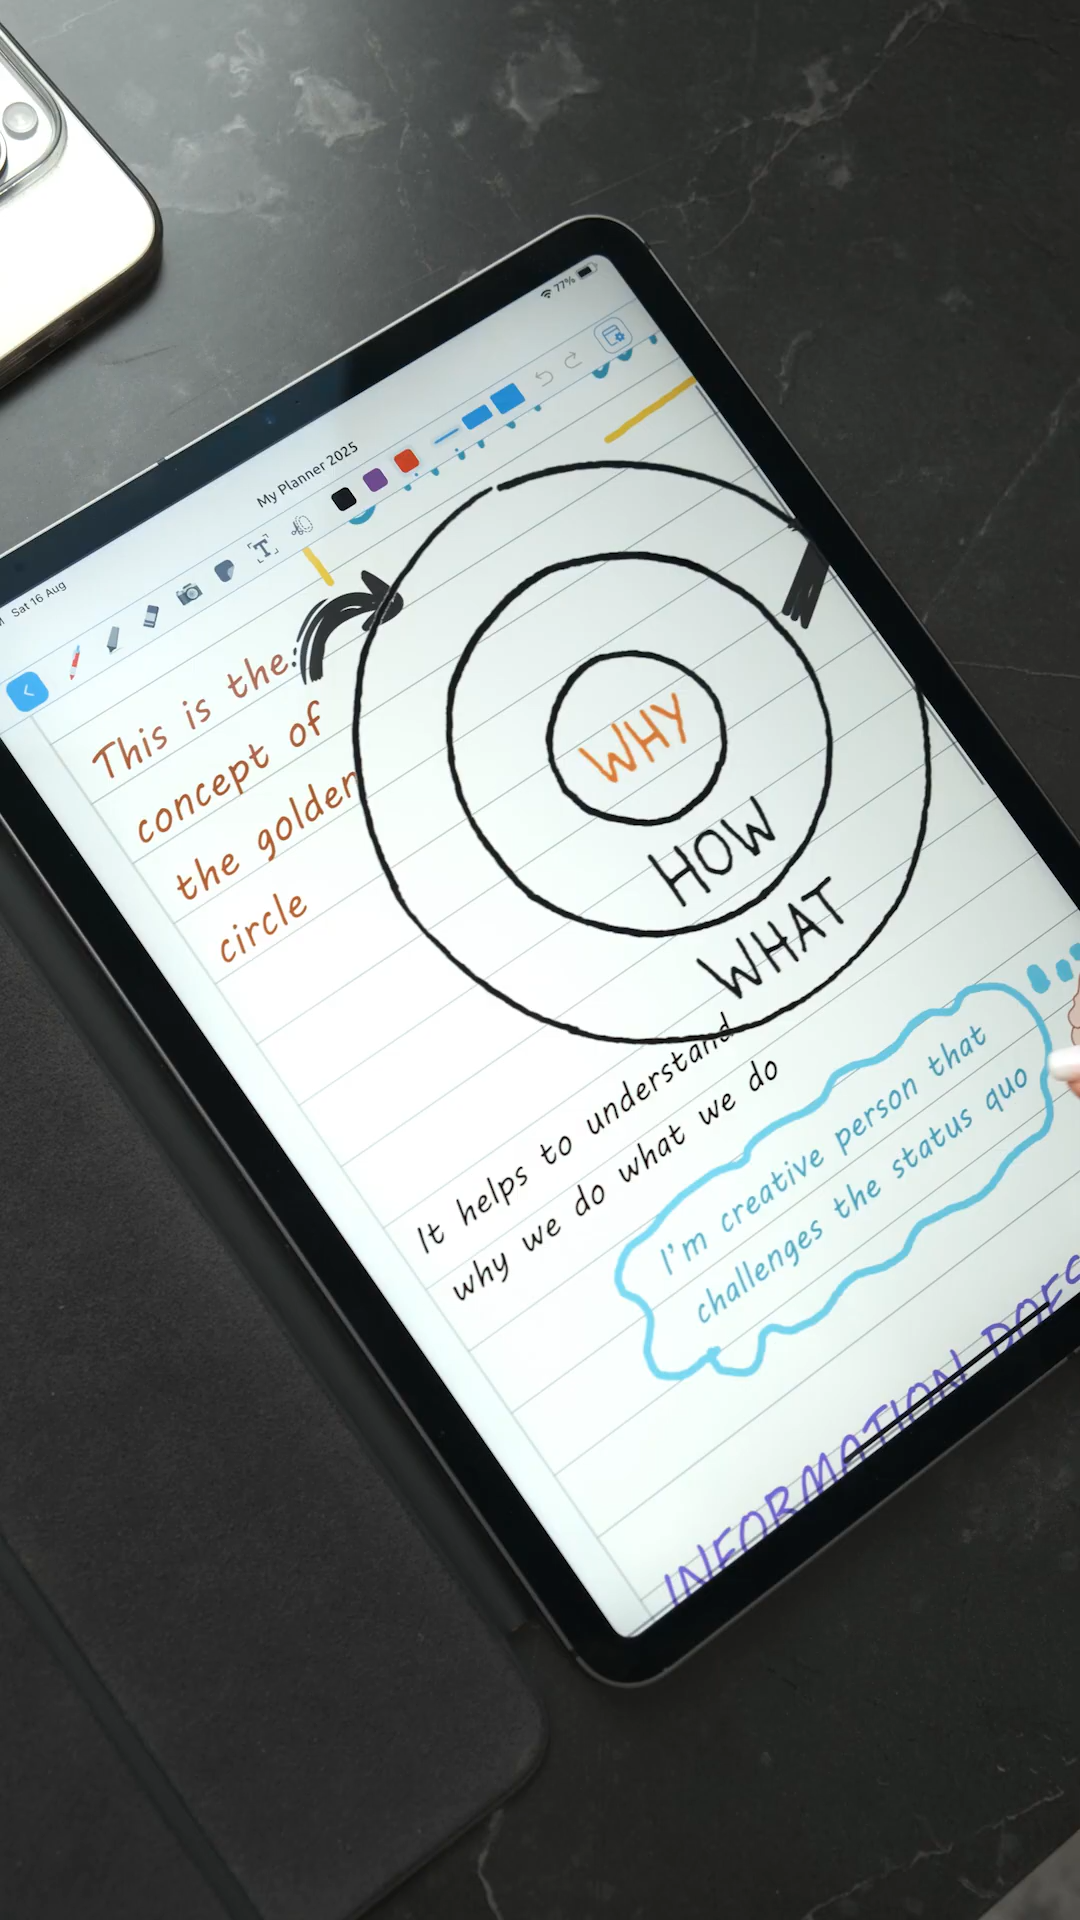 Sat 16 Aug
77%
My Planner 2025
This is the
concept of
the golden
circle
WHY
HOW
WHAT
It helps to understand
why we do what we do
I'm creative person that
challenges the status quo
INFORMATION DOES